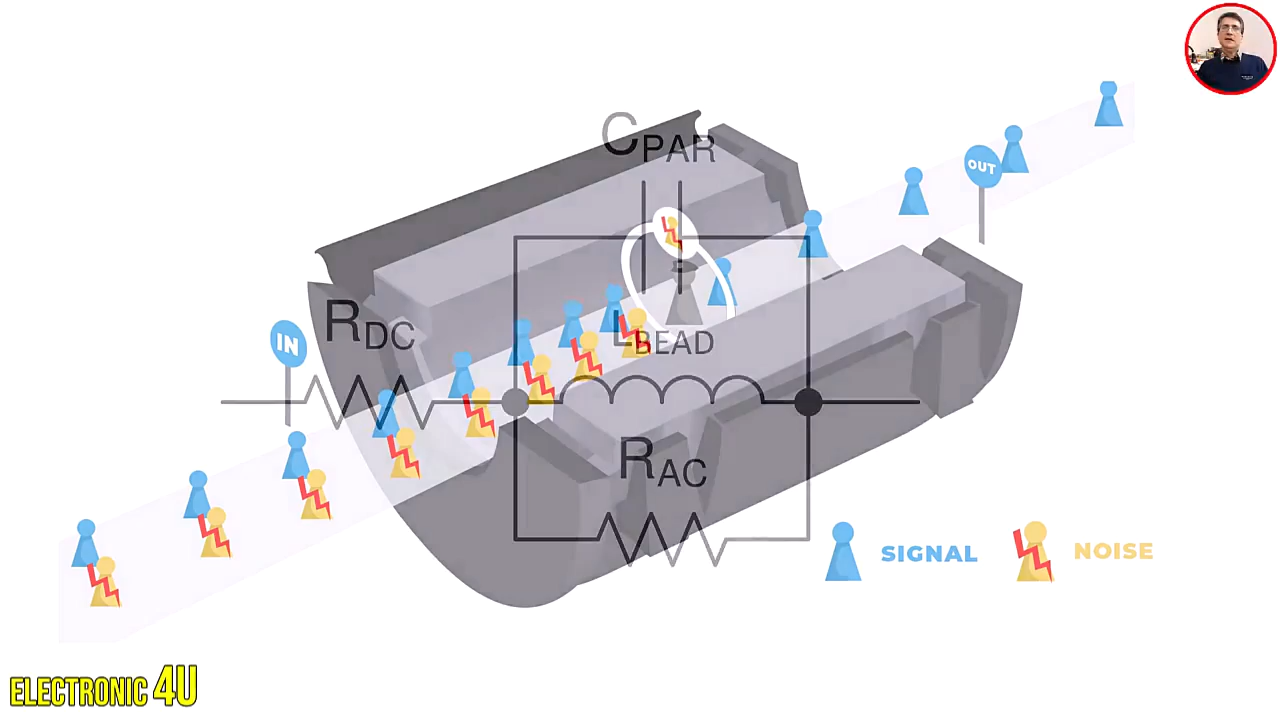 CPAR
OUT
RDC
IN
LBEAD
RAC
SIGNAL
NOISE
ELECTRONIC 4U